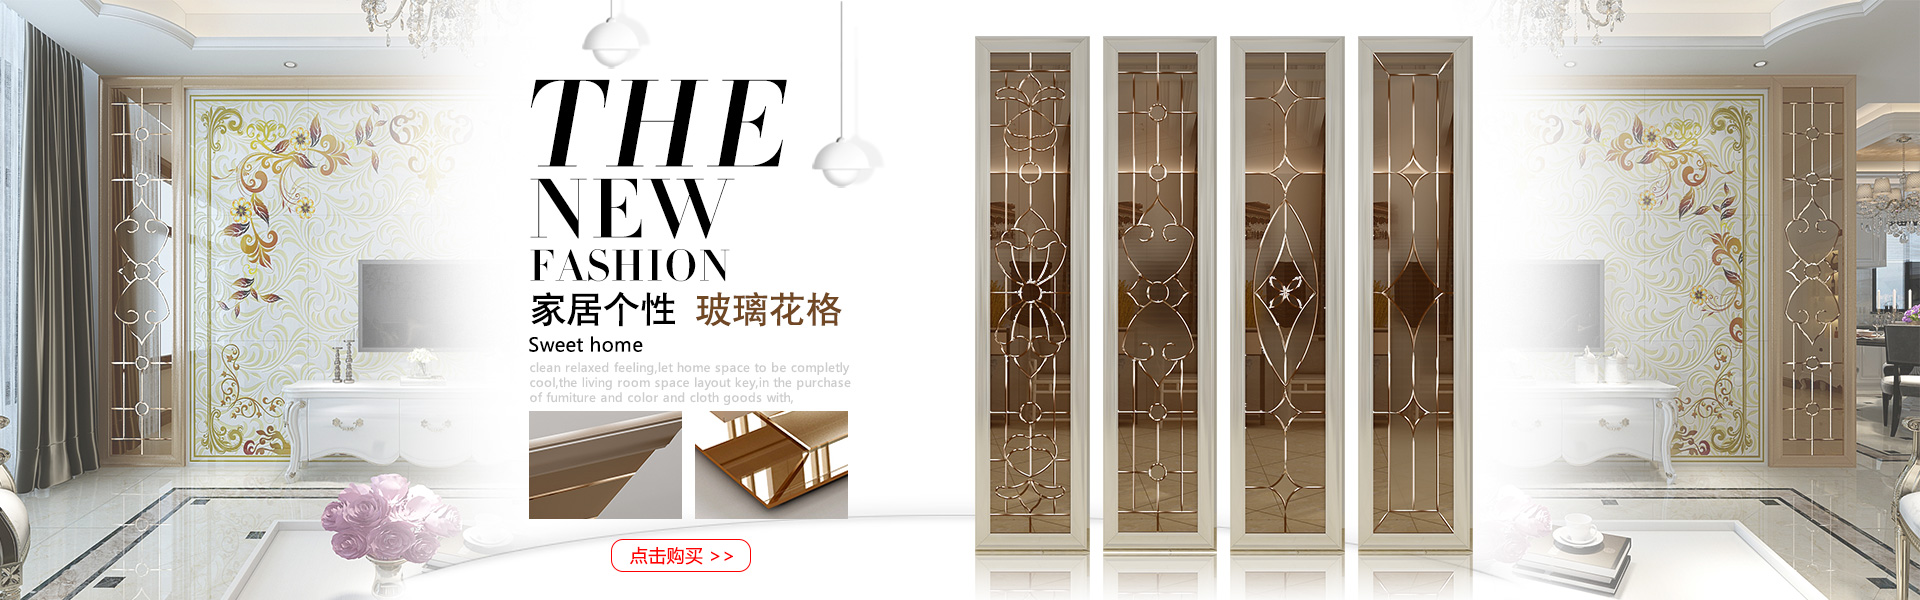 THE
NEW
FASHION
家居个性 玻璃花格
Sweet home
clean relaxed feeling,let home space to be completly
cool,the living room space layout key,in the purchase
of fumiture and color and cloth goods with,
点击购买 >>